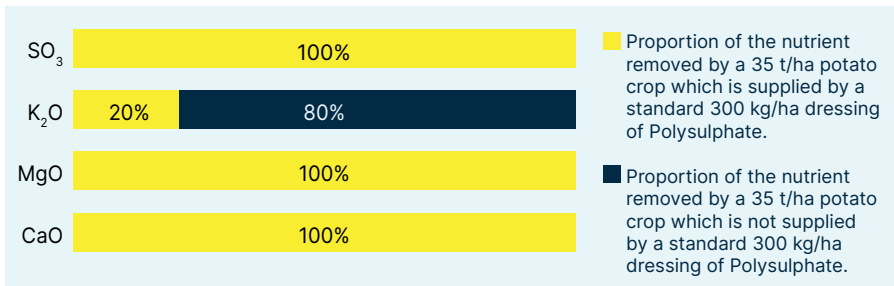 SO₃ 100%
K₂O 20% 80%
MgO 100%
CaO 100%
Proportion of the nutrient
removed by a 35 t/ha potato
crop which is supplied by a
standard 300 kg/ha dressing
of Polysulphate.
Proportion of the nutrient
removed by a 35 t/ha potato
crop which is not supplied
by a standard 300 kg/ha
dressing of Polysulphate.